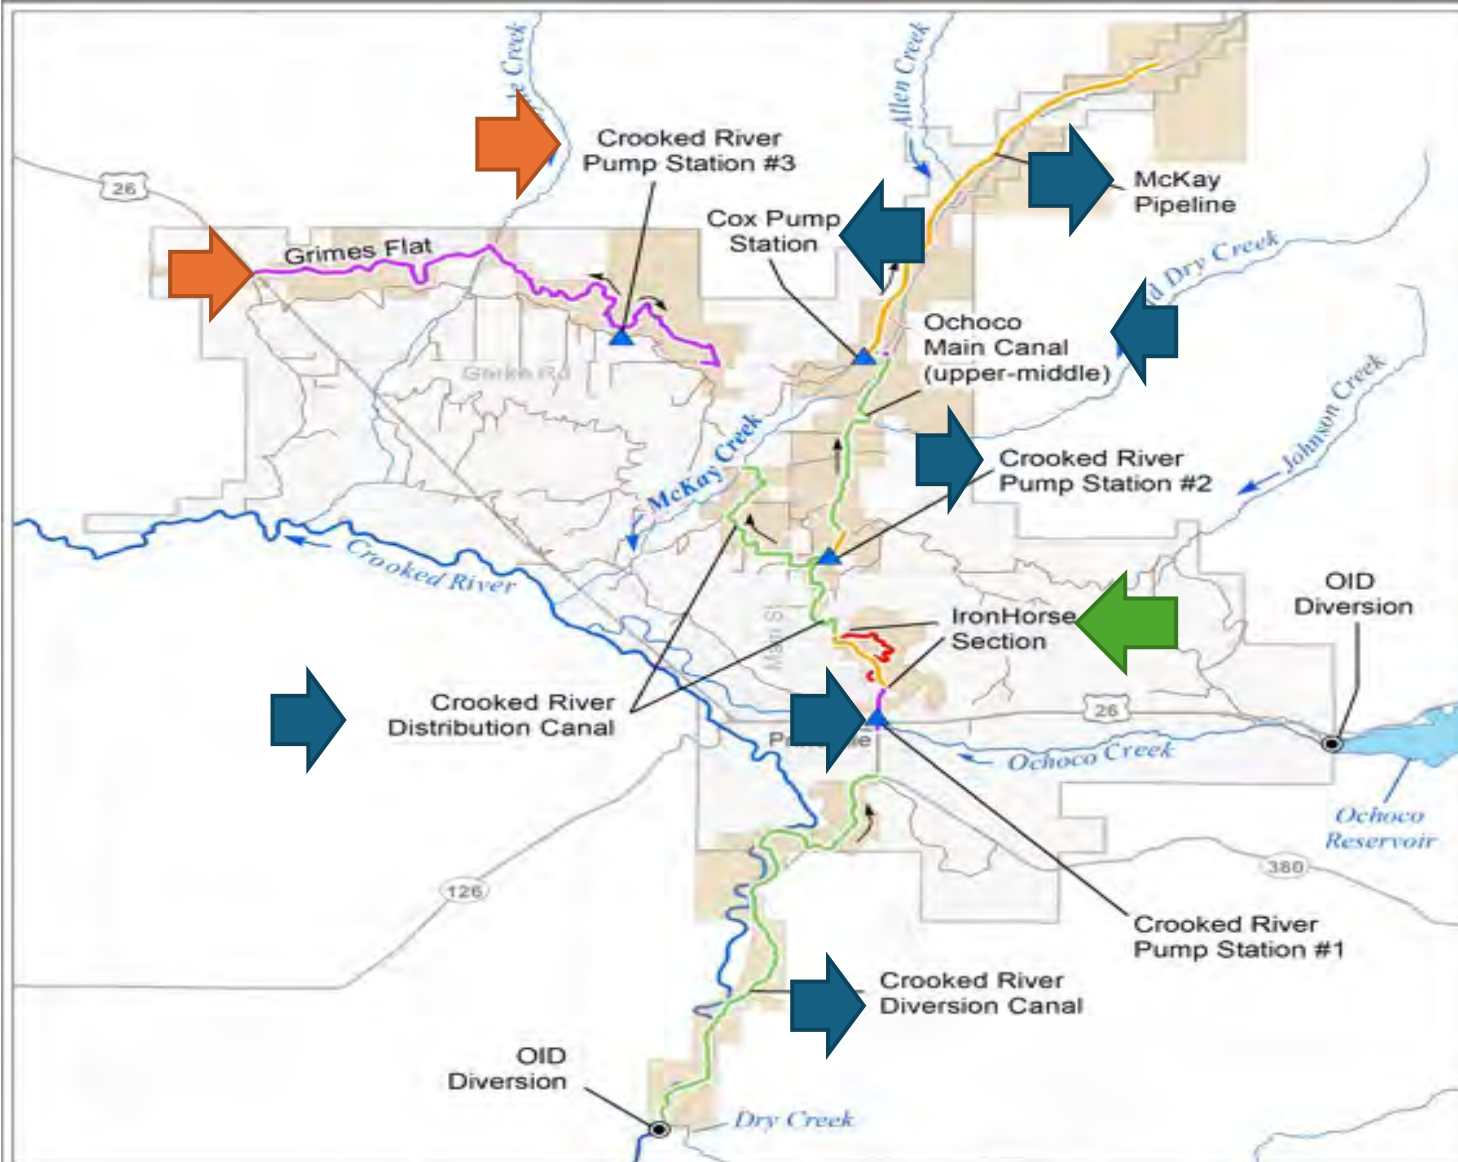 Creek
Allen Creek
Crooked River
Pump Station #3
McKay
Pipeline
26
Cox Pump
Station
Grimes Flat
Dry Creek
Ochoco
Main Canal
(upper-middle)
Johnson Creek
McKay Creek
Crooked River
Pump Station #2
Crooked River
OID
Diversion
IronHorse
Section
Main St
Crooked River
Distribution Canal
26
Ochoco Creek
Ochoco
Reservoir
126
380
Crooked River
Pump Station #1
Crooked River
Diversion Canal
OID
Diversion
Dry Creek